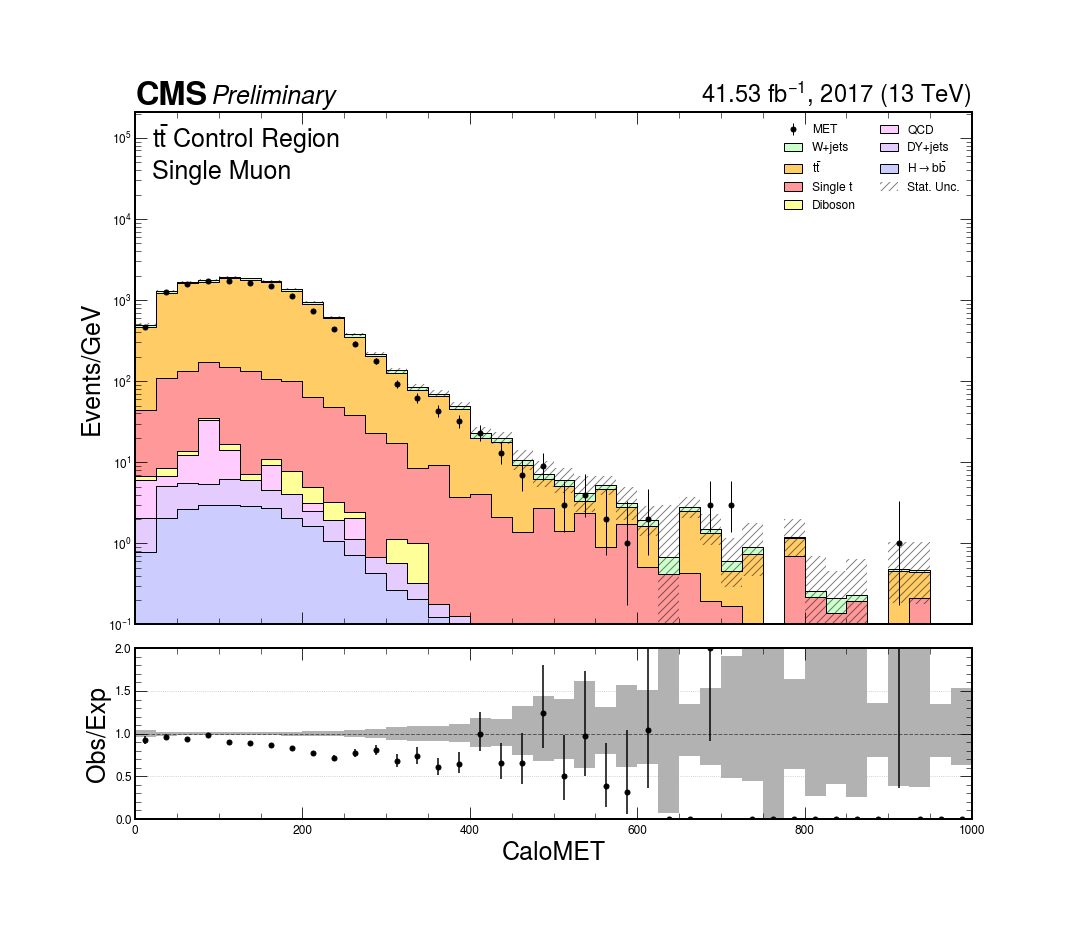 CMS Preliminary
41.53 fb⁻¹, 2017 (13 TeV)
tt̄ Control Region
Single Muon
MET
W+jets
tt̄
Single t
Diboson
QCD
DY+jets
H→bb̄
Stat. Unc.
Events/GeV
10⁵
10⁴
10³
10²
10¹
10⁰
10⁻¹
Obs/Exp
2.0
1.5
1.0
0.5
0.0
0 200 400 600 800 1000
CaloMET